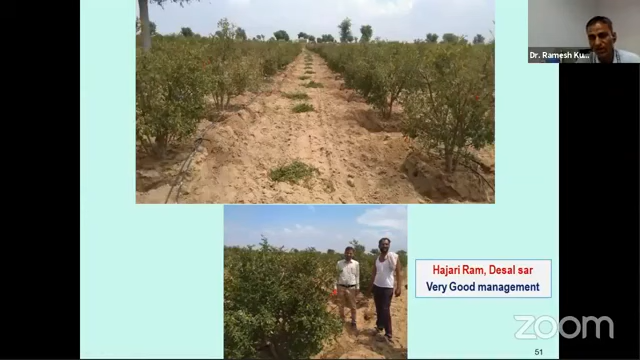 Dr. Ramesh Ku...
Hajari Ram, Desal sar
Very Good management
zoom
51